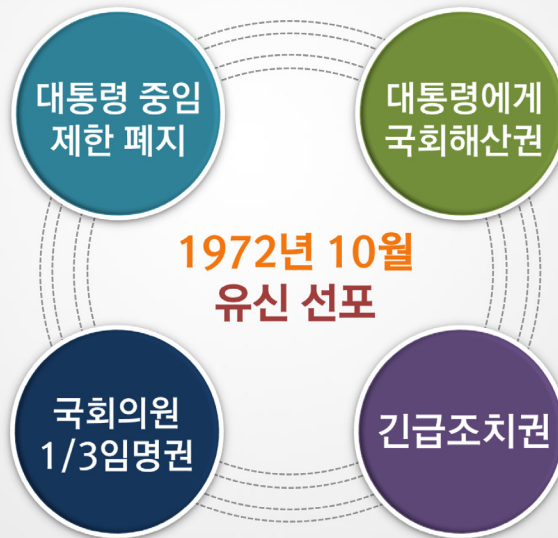 대통령 중임
제한 폐지
대통령에게
국회해산권
1972년 10월
유신 선포
국회의원
1/3임명권
긴급조치권